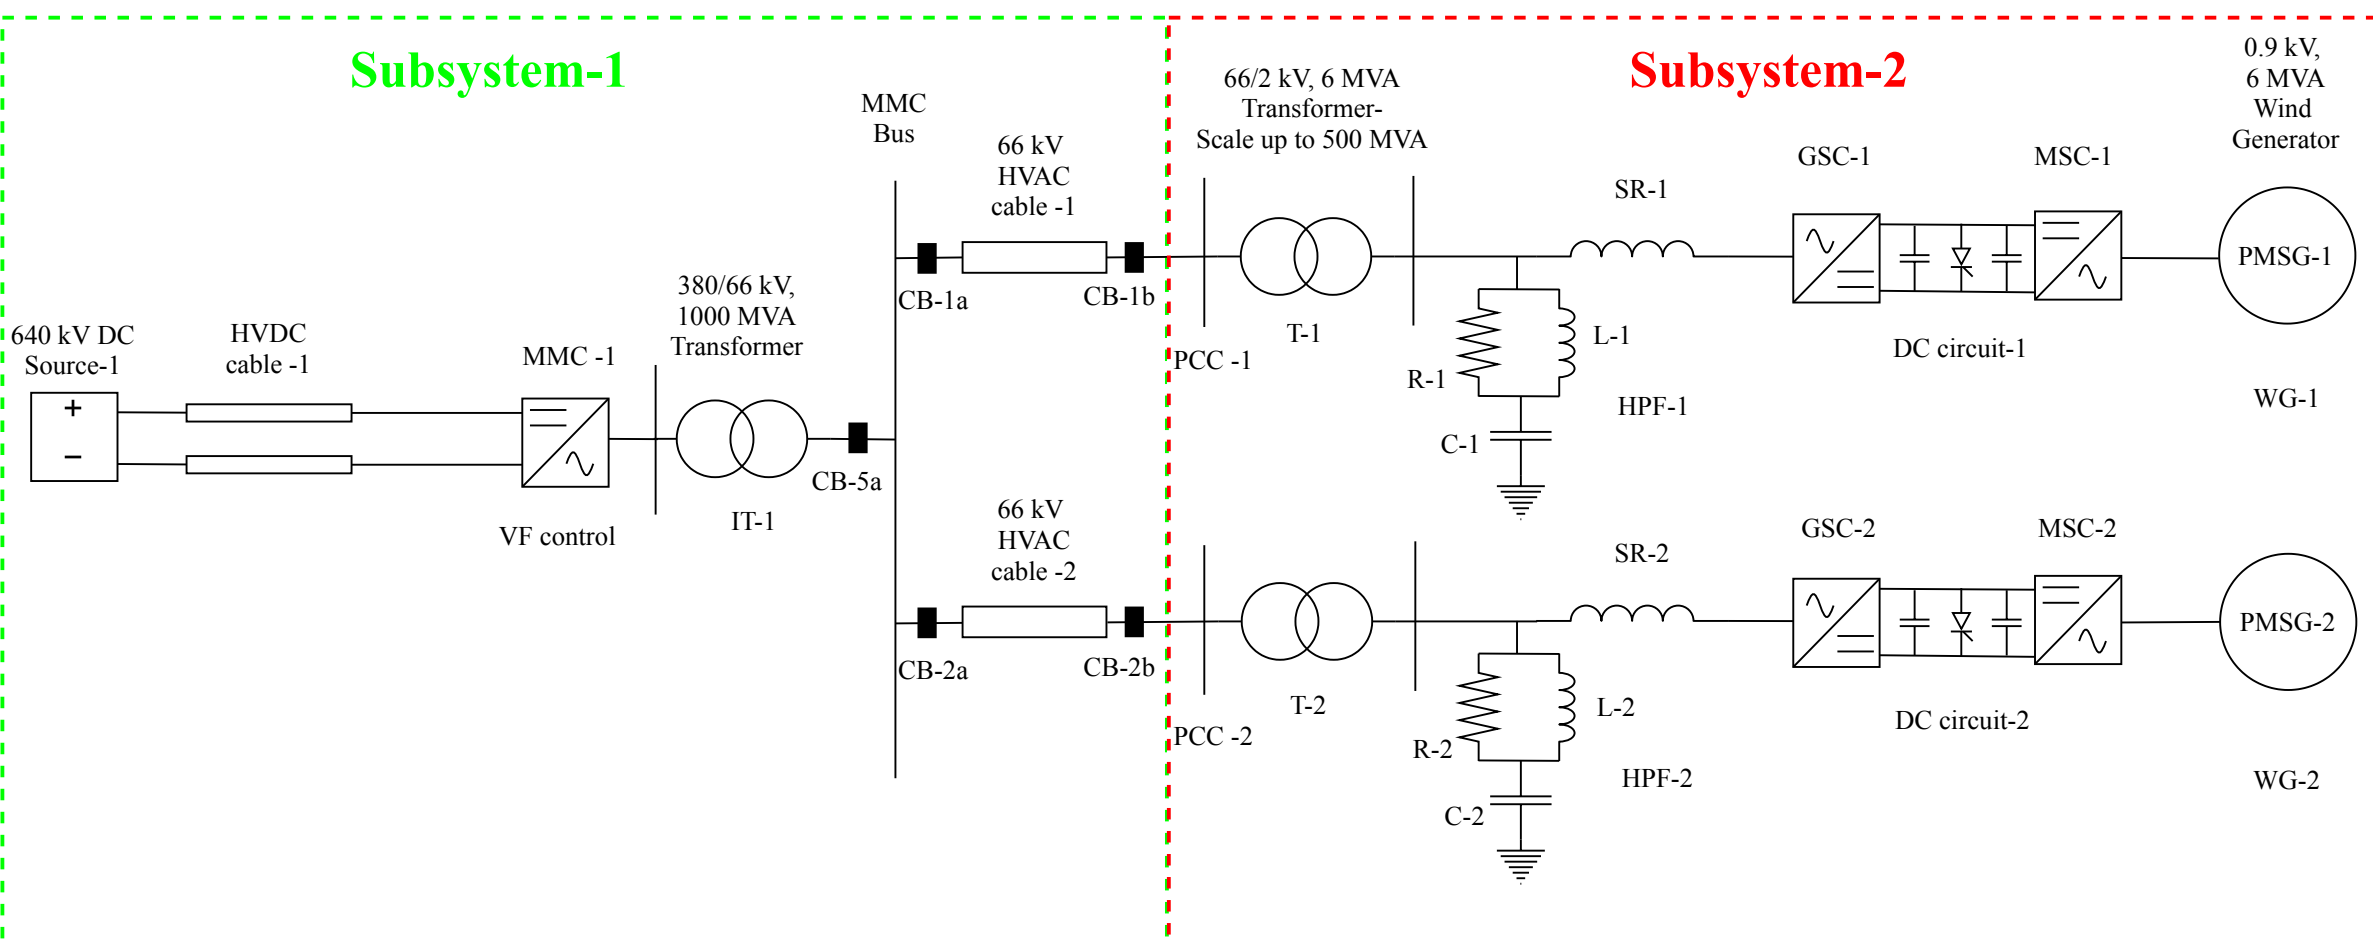 Subsystem-1
Subsystem-2
0.9 kV,
6 MVA
Wind
Generator
66/2 kV, 6 MVA
Transformer-
Scale up to 500 MVA
MMC
Bus
66 kV
HVAC
cable -1
GSC-1
MSC-1
SR-1
PMSG-1
CB-1a
CB-1b
380/66 kV,
1000 MVA
Transformer
T-1
L-1
DC circuit-1
640 kV DC
Source-1
HVDC
cable -1
MMC -1
PCC -1
R-1
HPF-1
WG-1
+
−
C-1
CB-5a
IT-1
VF control
66 kV
HVAC
cable -2
GSC-2
MSC-2
SR-2
PMSG-2
CB-2a
CB-2b
T-2
L-2
DC circuit-2
PCC -2
R-2
HPF-2
WG-2
C-2